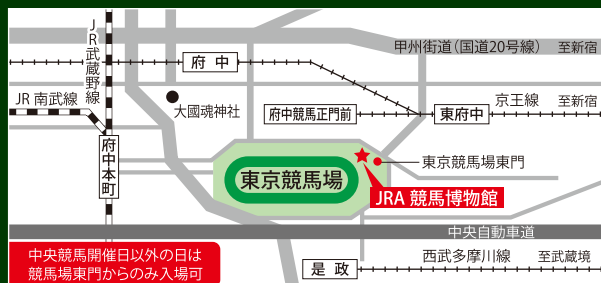 JR武蔵野線
甲州街道(国道20号線) 至新宿
府中
JR南武線
大國魂神社
府中競馬正門前
東府中
京王線
至新宿
府中本町
東京競馬場
東京競馬場東門
JRA 競馬博物館
中央自動車道
中央競馬開催日以外の日は
競馬場東門からのみ入場可
是政
西武多摩川線
至武蔵境